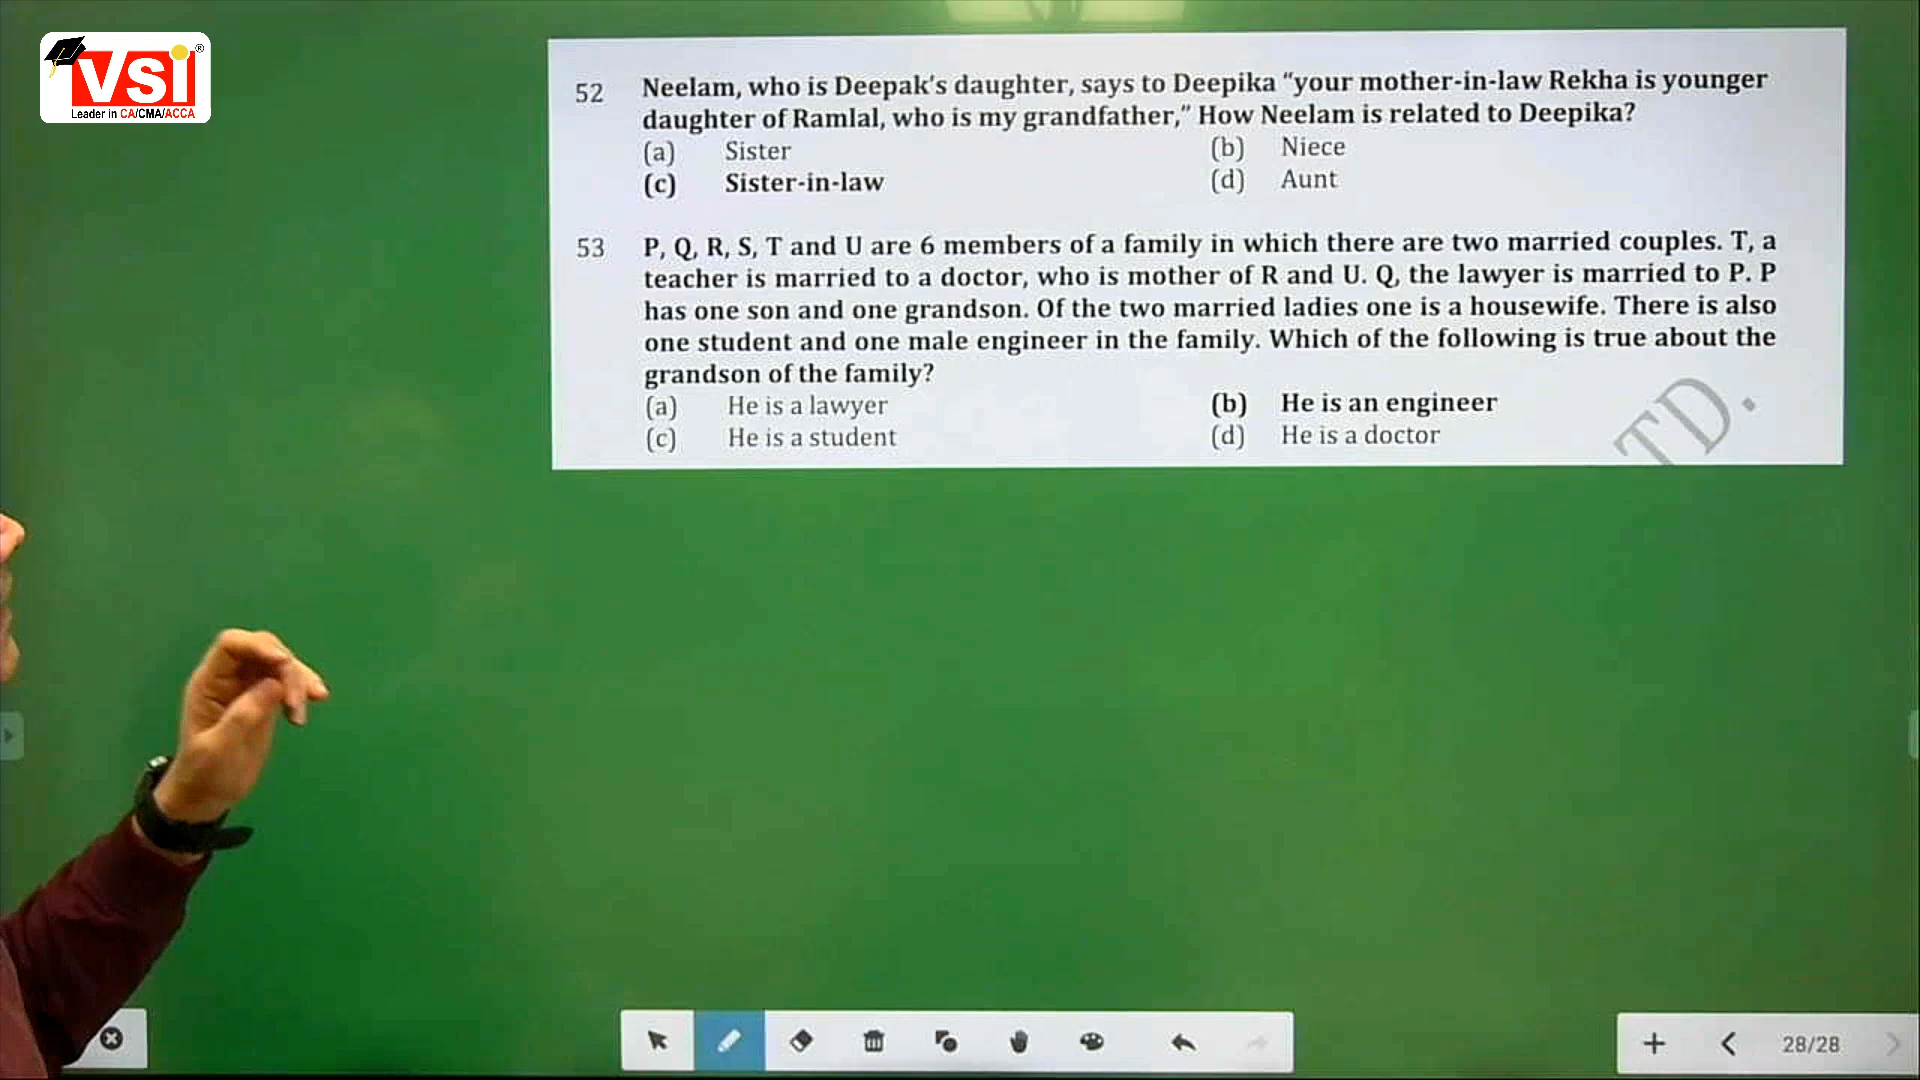 VSI ®
Leader in CA/CMA/ACCA
52 Neelam, who is Deepak's daughter, says to Deepika “your mother-in-law Rekha is younger
daughter of Ramlal, who is my grandfather,” How Neelam is related to Deepika?
(a) Sister (b) Niece
(c) Sister-in-law (d) Aunt
53 P, Q, R, S, T and U are 6 members of a family in which there are two married couples. T, a
teacher is married to a doctor, who is mother of R and U. Q, the lawyer is married to P. P
has one son and one grandson. Of the two married ladies one is a housewife. There is also
one student and one male engineer in the family. Which of the following is true about the
grandson of the family?
(a) He is a lawyer (b) He is an engineer
(c) He is a student (d) He is a doctor
TD.
28/28